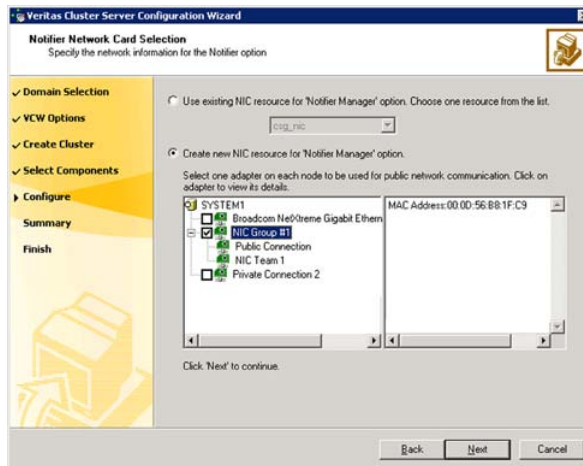 Veritas Cluster Server Configuration Wizard
Notifier Network Card Selection
Specify the network information for the Notifier option
Domain Selection
VCW Options
Create Cluster
Select Components
Configure
Summary
Finish
Use existing NIC resource for 'Notifier Manager' option. Choose one resource from the list.
csg_nic
Create new NIC resource for 'Notifier Manager' option.
Select one adapter on each node to be used for public network communication. Click on
adapter to view its details.
SYSTEM1
Broadcom NetXtreme Gigabit Ethern
NIC Group #1
Public Connection
NIC Team 1
Private Connection 2
MAC Address:00:0D:56:B8:1F:C9
Click 'Next' to continue.
Back
Next
Cancel